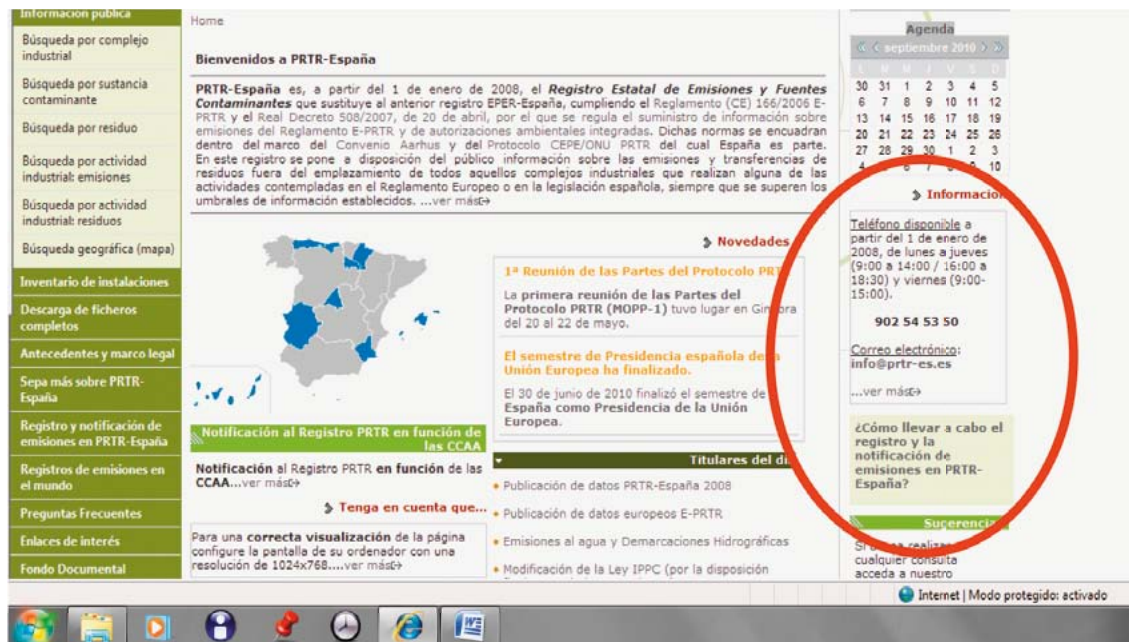 Información pública
Búsqueda por complejo
industrial
Búsqueda por sustancia
contaminante
Búsqueda por residuo
Búsqueda por actividad
industrial: emisiones
Búsqueda por actividad
industrial: residuos
Búsqueda geográfica (mapa)
Inventario de instalaciones
Descarga de ficheros
completos
Antecedentes y marco legal
Sepa más sobre PRTR-
España
Registro y notificación de
emisiones en PRTR-España
Registros de emisiones en
el mundo
Preguntas Frecuentes
Enlaces de interés
Fondo Documental
Home
Bienvenidos a PRTR-España
PRTR-España es, a partir del 1 de enero de 2008, el Registro Estatal de Emisiones y Fuentes
Contaminantes que sustituye al anterior registro EPER-España, cumpliendo el Reglamento (CE) 166/2006 E-
PRTR y el Real Decreto 508/2007, de 20 de abril, por el que se regula el suministro de información sobre
emisiones del Reglamento E-PRTR y de autorizaciones ambientales integradas. Dichas normas se encuadran
dentro del marco del Convenio Aarhus y del Protocolo CEPE/ONU PRTR del cual España es parte.
En este registro se pone a disposición del público información sobre las emisiones y transferencias de
residuos fuera del emplazamiento de todos aquellos complejos industriales que realizan alguna de las
actividades contempladas en el Reglamento Europeo o en la legislación española, siempre que se superen los
umbrales de información establecidos. ...ver más
Notificación al Registro PRTR en función de
las CCAA
Notificación al Registro PRTR en función de las
CCAA...ver más
Tenga en cuenta que...
Para una correcta visualización de la página
configure la pantalla de su ordenador con una
resolución de 1024x768....ver más
Novedades
1ª Reunión de las Partes del Protocolo PRT
La primera reunión de las Partes del
Protocolo PRTR (MOPP-1) tuvo lugar en Ginebra
del 20 al 22 de mayo.
El semestre de Presidencia española de la
Unión Europea ha finalizado.
El 30 de junio de 2010 finalizó el semestre de
España como Presidencia de la Unión
Europea.
Titulares del día
Publicación de datos PRTR-España 2008
Publicación de datos europeos E-PRTR
Emisiones al agua y Demarcaciones Hidrográficas
Modificación de la Ley IPPC (por la disposición
Agenda
septiembre 2010
L M M J V S D
30 31 1 2 3 4 5
6 7 8 9 10 11 12
13 14 15 16 17 18 19
20 21 22 23 24 25 26
27 28 29 30 1 2 3
4 5 6 7 8 9 10
Información
Teléfono disponible a
partir del 1 de enero de
2008, de lunes a jueves
(9:00 a 14:00 / 16:00 a
18:30) y viernes (9:00-
15:00).
902 54 53 50
Correo electrónico:
info@prtr-es.es
...ver más
¿Cómo llevar a cabo el
registro y la
notificación de
emisiones en PRTR-
España?
Sugerencias
cualquier consulta
acceda a nuestro
Internet | Modo protegido: activado